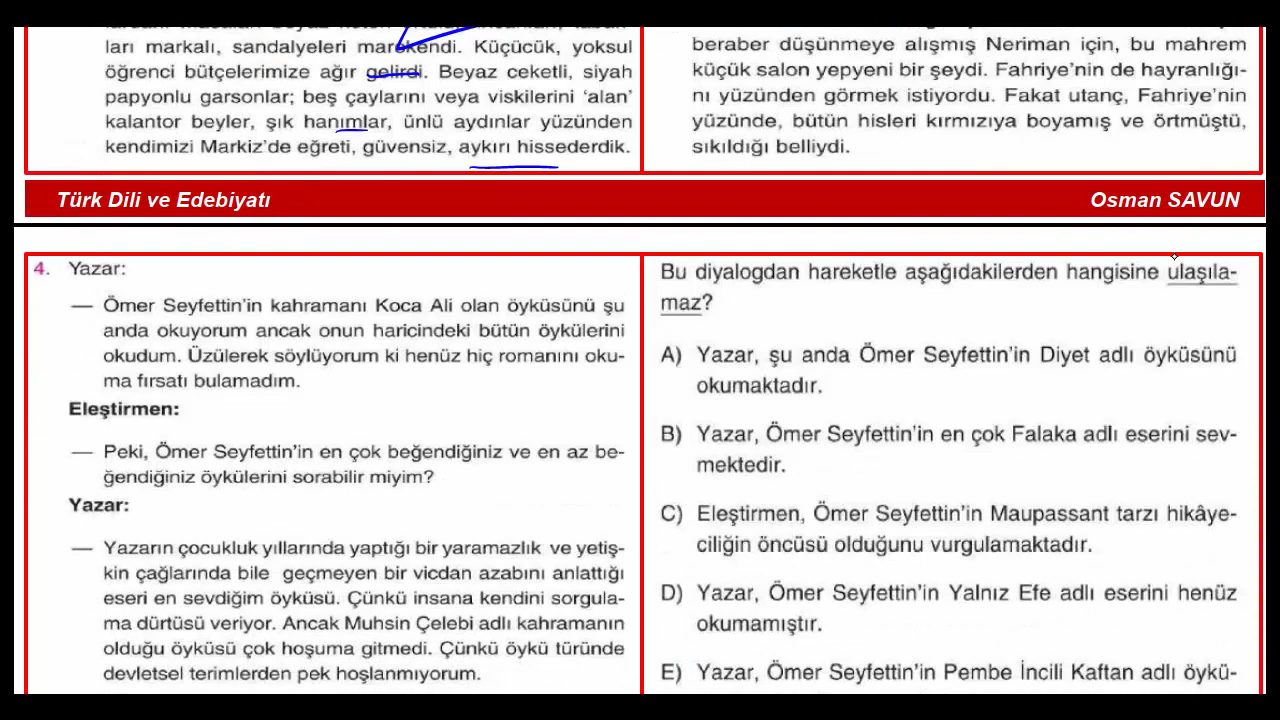 ları markalı, sandalyeleri marokendi. Küçücük, yoksul
öğrenci bütçelerimize ağır gelirdi. Beyaz ceketli, siyah
papyonlu garsonlar; beş çaylarını veya viskilerini ‘alan’
kalantor beyler, şık hanımlar, ünlü aydınlar yüzünden
kendimizi Markiz’de eğreti, güvensiz, aykırı hissederdik.
beraber düşünmeye alışmış Neriman için, bu mahrem
küçük salon yepyeni bir şeydi. Fahriye’nin de hayranlığı-
nı yüzünden görmek istiyordu. Fakat utanç, Fahriye’nin
yüzünde, bütün hisleri kırmızıya boyamış ve örtmüştü,
sıkıldığı belliydi.
Türk Dili ve Edebiyatı
Osman SAVUN
4. Yazar:
— Ömer Seyfettin’in kahramanı Koca Ali olan öyküsünü şu
anda okuyorum ancak onun haricindeki bütün öykülerini
okudum. Üzülerek söylüyorum ki henüz hiç romanını oku-
ma fırsatı bulamadım.
Eleştirmen:
— Peki, Ömer Seyfettin’in en çok beğendiğiniz ve en az be-
ğendiğiniz öykülerini sorabilir miyim?
Yazar:
— Yazarın çocukluk yıllarında yaptığı bir yaramazlık ve yetiş-
kin çağlarında bile geçmeyen bir vicdan azabını anlattığı
eseri en sevdiğim öyküsü. Çünkü insana kendini sorgula-
ma dürtüsü veriyor. Ancak Muhsin Çelebi adlı kahramanın
olduğu öyküsü çok hoşuma gitmedi. Çünkü öykü türünde
devletsel terimlerden pek hoşlanmıyorum.
Bu diyalogdan hareketle aşağıdakilerden hangisine ulaşıla-
maz?
A) Yazar, şu anda Ömer Seyfettin’in Diyet adlı öyküsünü
okumaktadır.
B) Yazar, Ömer Seyfettin’in en çok Falaka adlı eserini sev-
mektedir.
C) Eleştirmen, Ömer Seyfettin’in Maupassant tarzı hikâye-
ciliğin öncüsü olduğunu vurgulamaktadır.
D) Yazar, Ömer Seyfettin’in Yalnız Efe adlı eserini henüz
okumamıştır.
E) Yazar, Ömer Seyfettin’in Pembe İncili Kaftan adlı öykü-